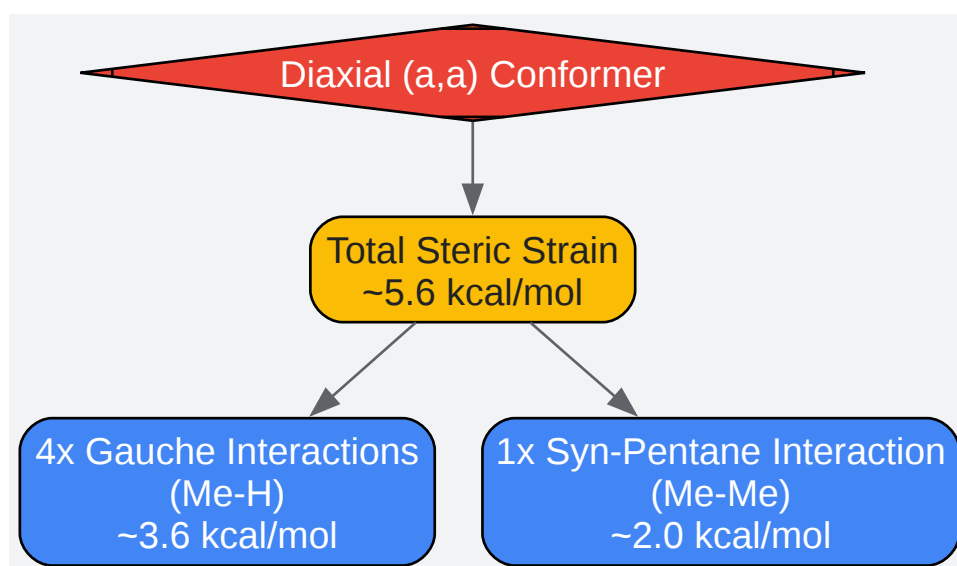 Diaxial (a,a) Conformer
Total Steric Strain
~5.6 kcal/mol
4x Gauche Interactions
(Me-H)
~3.6 kcal/mol
1x Syn-Pentane Interaction
(Me-Me)
~2.0 kcal/mol